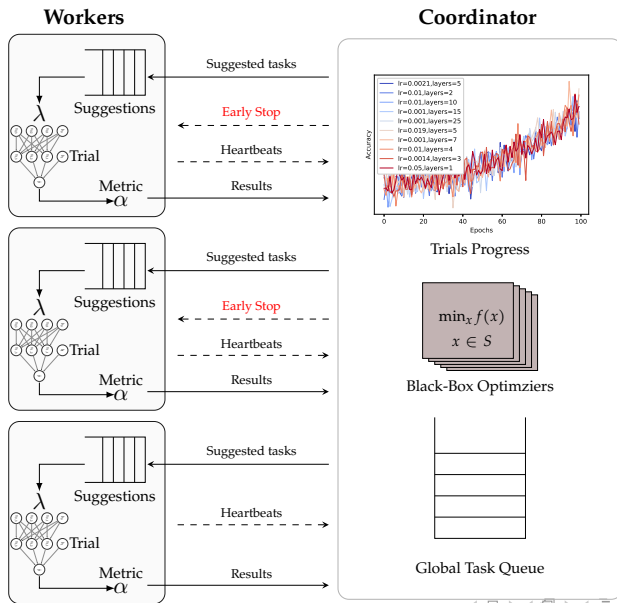 Workers
Coordinator
Suggestions
λ
Trial
Metric
α
Suggested tasks
Early Stop
Heartbeats
Results
Suggestions
λ
Trial
Metric
α
Suggested tasks
Early Stop
Heartbeats
Results
Suggestions
λ
Trial
Metric
α
Suggested tasks
Heartbeats
Results
lr=0.0021,layers=5
lr=0.01,layers=2
lr=0.01,layers=10
lr=0.001,layers=15
lr=0.001,layers=25
lr=0.019,layers=5
lr=0.001,layers=7
lr=0.01,layers=4
lr=0.0014,layers=3
lr=0.05,layers=1
Accuracy
0 20 40 60 80 100
Epochs
Trials Progress
min_x f(x)
x ∈ S
Black-Box Optimziers
Global Task Queue